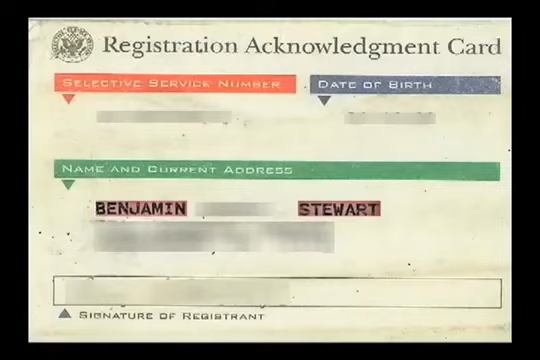 Registration Acknowledgment Card
SELECTIVE SERVICE NUMBER DATE OF BIRTH
NAME AND CURRENT ADDRESS
BENJAMIN STEWART
SIGNATURE OF REGISTRANT